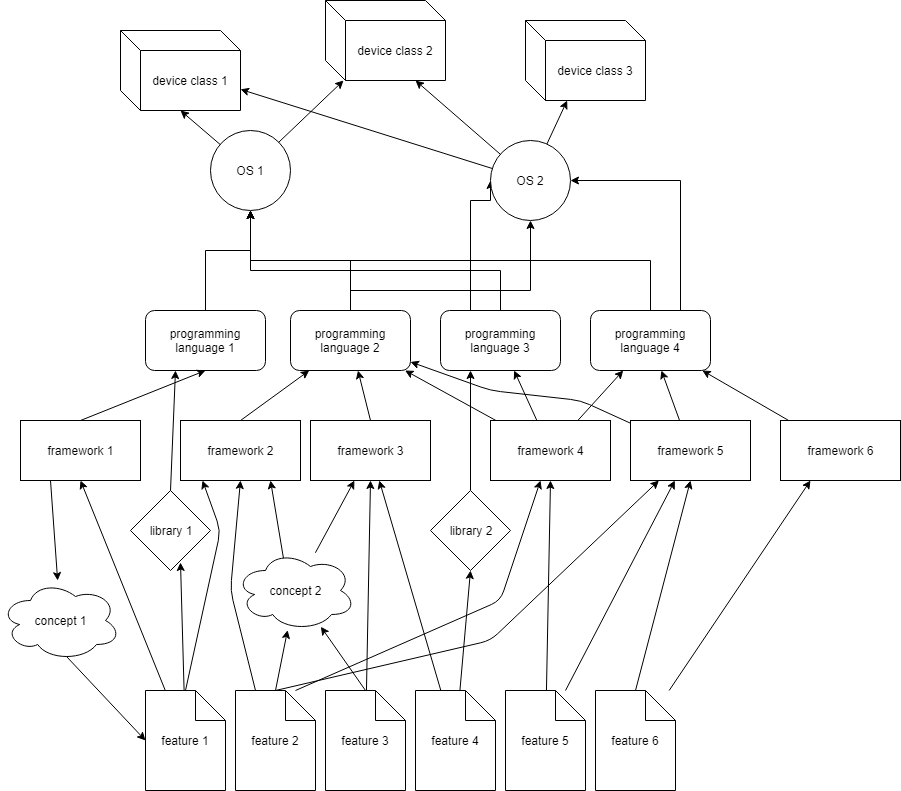 device class 1
device class 2
device class 3
OS 1
OS 2
programming
language 1
programming
language 2
programming
language 3
programming
language 4
framework 1
framework 2
framework 3
framework 4
framework 5
framework 6
library 1
library 2
concept 1
concept 2
feature 1
feature 2
feature 3
feature 4
feature 5
feature 6